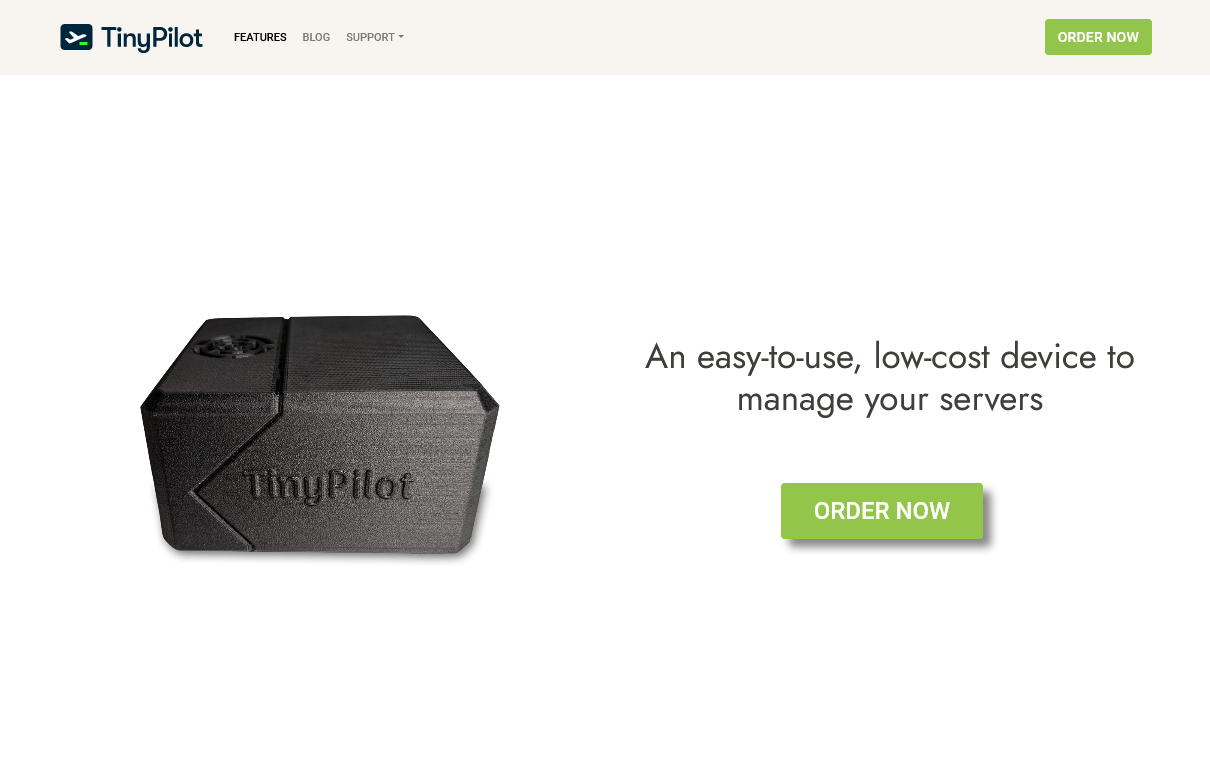 TinyPilot
FEATURES
BLOG
SUPPORT
ORDER NOW
TinyPilot
An easy-to-use, low-cost device to
manage your servers
ORDER NOW